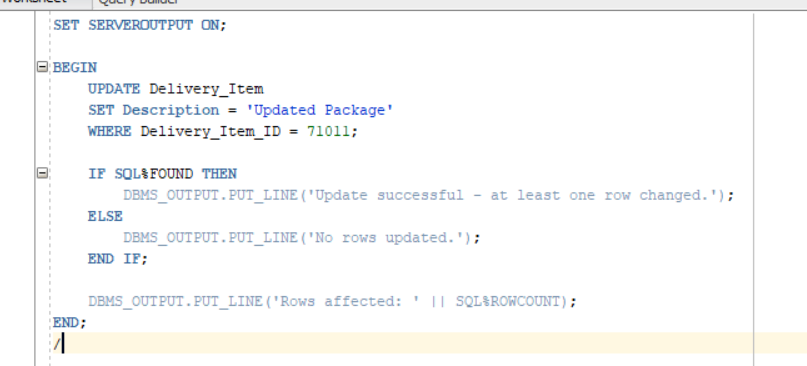 Worksheet Query Builder
SET SERVEROUTPUT ON;
BEGIN
UPDATE Delivery_Item
SET Description = 'Updated Package'
WHERE Delivery_Item_ID = 71011;
IF SQL%FOUND THEN
DBMS_OUTPUT.PUT_LINE('Update successful - at least one row changed.');
ELSE
DBMS_OUTPUT.PUT_LINE('No rows updated.');
END IF;
DBMS_OUTPUT.PUT_LINE('Rows affected: ' || SQL%ROWCOUNT);
END;
/